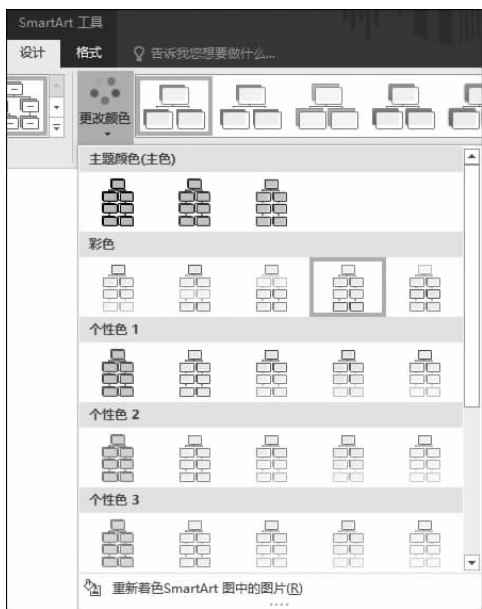 SmartArt 工具
设计 格式 告诉我您想要做什么...
更改颜色
主题颜色(主色)
彩色
个性色 1
个性色 2
个性色 3
重新着色SmartArt 图中的图片(R)